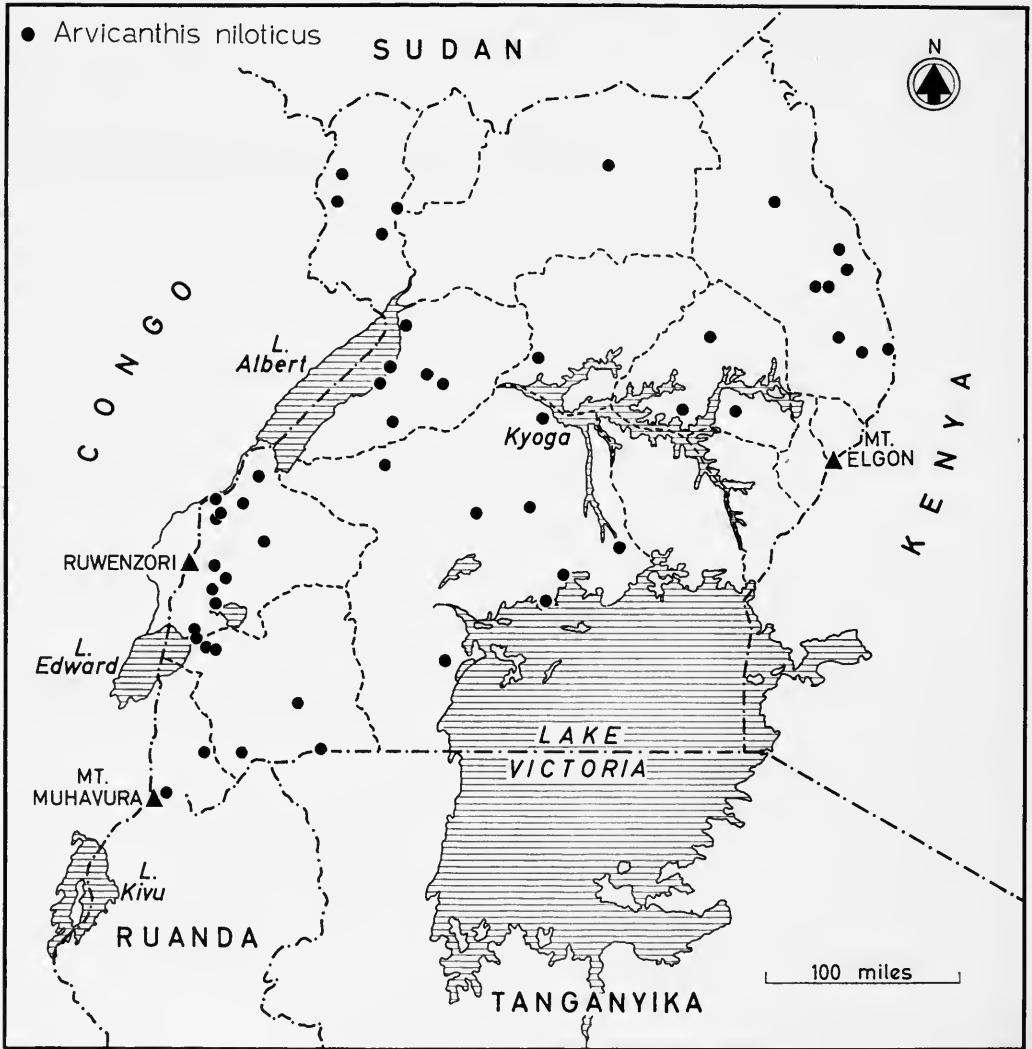 ● Arvicanthis niloticus
SUDAN
N
CONGO
L.
Albert
Kyoga
MT.
ELGON
KENYA
RUWENZORI
L.
Edward
LAKE
VICTORIA
MT.
MUHAVURA
L.
Kivu
RUANDA
100 miles
TANGANYIKA